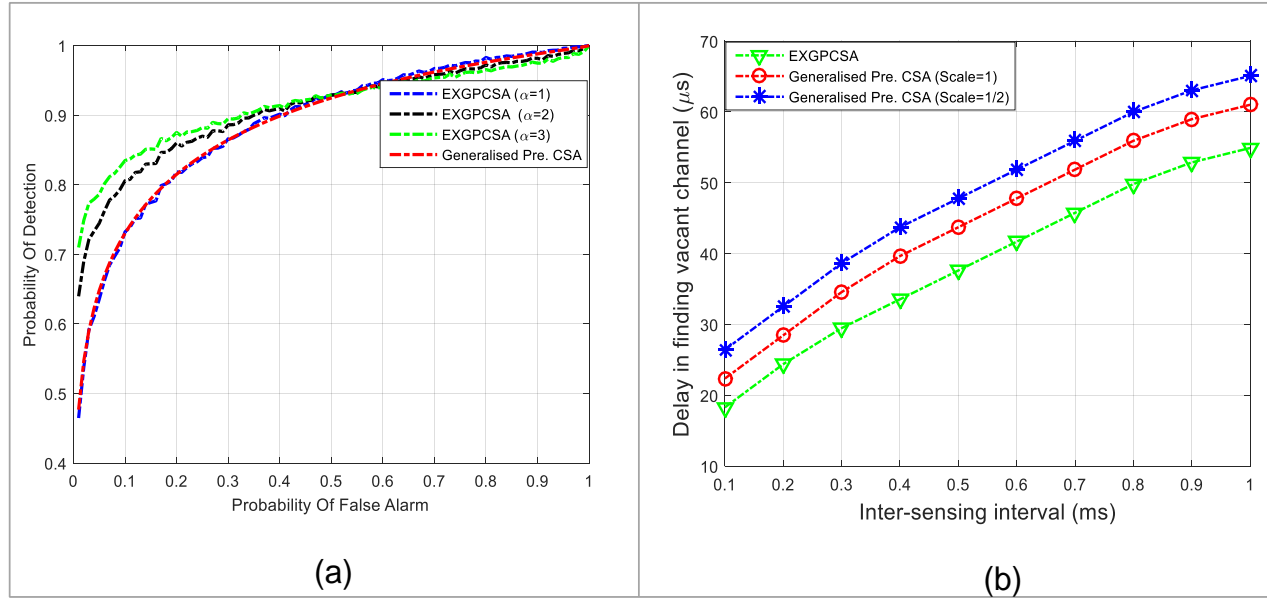 1
0.9
0.8
0.7
0.6
0.5
0.4
Probability Of Detection
EXGPCSA (α=1)
EXGPCSA (α=2)
EXGPCSA (α=3)
Generalised Pre. CSA
0 0.1 0.2 0.3 0.4 0.5 0.6 0.7 0.8 0.9 1
Probability Of False Alarm
(a)
70
60
50
40
30
20
10
Delay in finding vacant channel (μs)
EXGPCSA
Generalised Pre. CSA (Scale=1)
Generalised Pre. CSA (Scale=1/2)
0.1 0.2 0.3 0.4 0.5 0.6 0.7 0.8 0.9 1
Inter-sensing interval (ms)
(b)